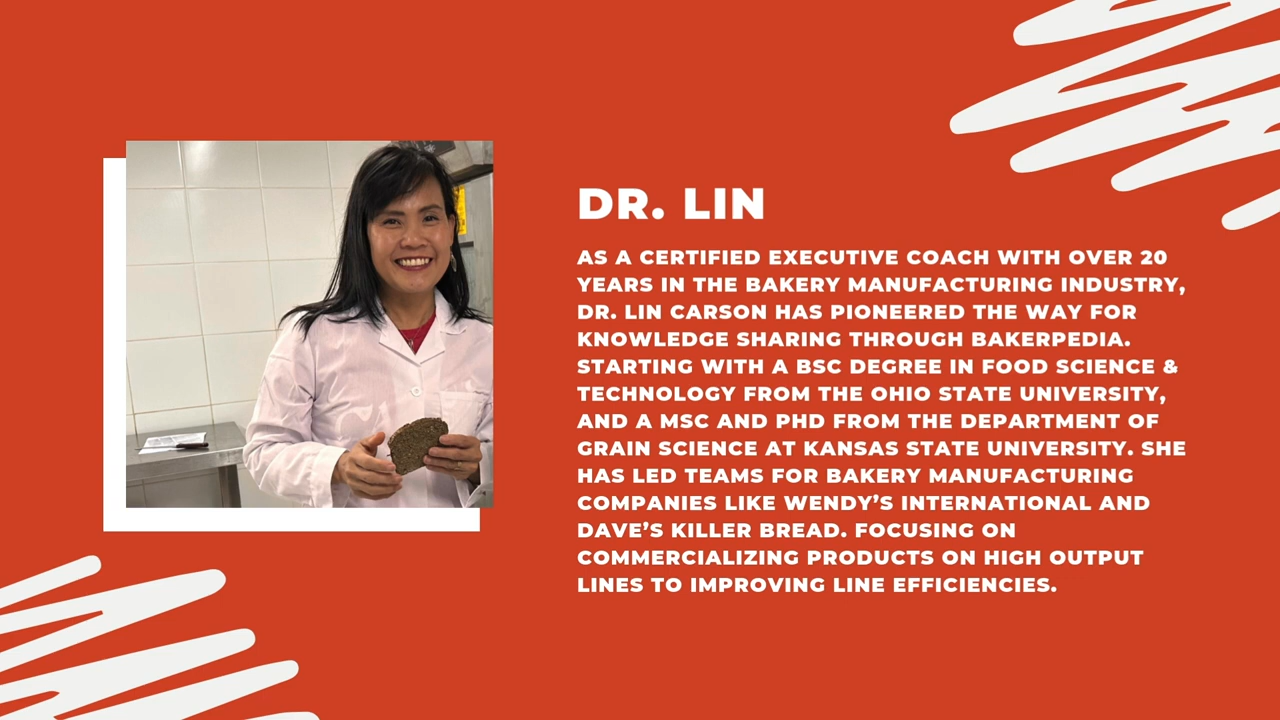 DR. LIN
AS A CERTIFIED EXECUTIVE COACH WITH OVER 20
YEARS IN THE BAKERY MANUFACTURING INDUSTRY,
DR. LIN CARSON HAS PIONEERED THE WAY FOR
KNOWLEDGE SHARING THROUGH BAKERPEDIA.
STARTING WITH A BSC DEGREE IN FOOD SCIENCE &
TECHNOLOGY FROM THE OHIO STATE UNIVERSITY,
AND A MSC AND PHD FROM THE DEPARTMENT OF
GRAIN SCIENCE AT KANSAS STATE UNIVERSITY. SHE
HAS LED TEAMS FOR BAKERY MANUFACTURING
COMPANIES LIKE WENDY’S INTERNATIONAL AND
DAVE’S KILLER BREAD. FOCUSING ON
COMMERCIALIZING PRODUCTS ON HIGH OUTPUT
LINES TO IMPROVING LINE EFFICIENCIES.